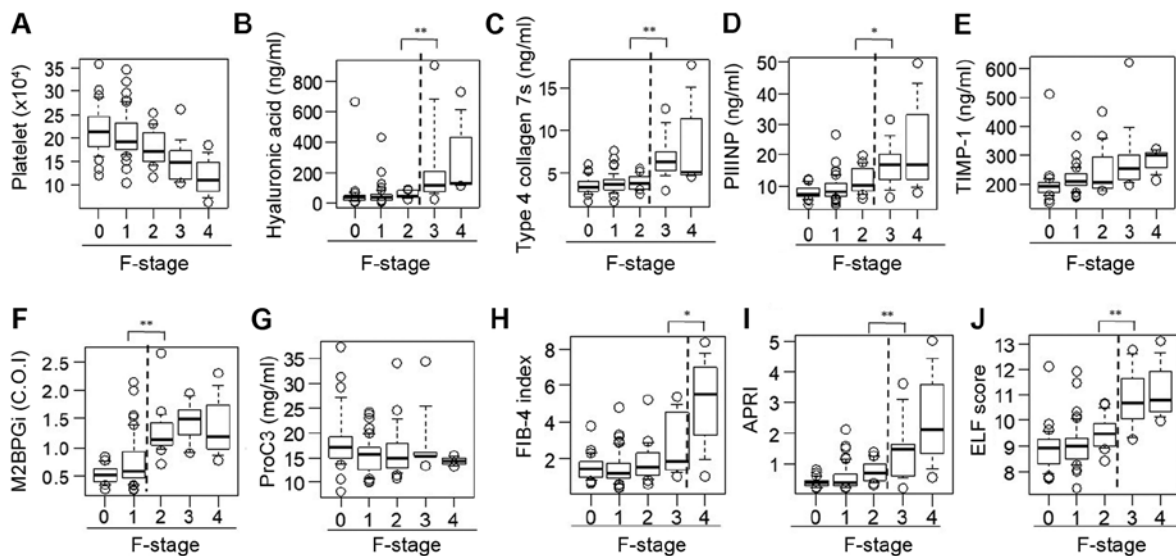 A
Platelet (x10⁴)
35
30
25
20
15
10
0 1 2 3 4
F-stage
B
Hyaluronic acid (ng/ml)
**
800
600
400
200
0
0 1 2 3 4
F-stage
C
Type 4 collagen 7s (ng/ml)
**
15
10
5
0 1 2 3 4
F-stage
D
PIIINP (ng/ml)
*
50
40
30
20
10
0 1 2 3 4
F-stage
E
TIMP-1 (ng/ml)
600
500
400
300
200
0 1 2 3 4
F-stage
F
M2BPGi (C.O.I)
**
2.5
2.0
1.5
1.0
0.5
0 1 2 3 4
F-stage
G
ProC3 (mg/ml)
35
30
25
20
15
10
0 1 2 3 4
F-stage
H
FIB-4 index
*
8
6
4
2
0
0 1 2 3 4
F-stage
I
APRI
**
5
4
3
2
1
0 1 2 3 4
F-stage
J
ELF score
**
13
12
11
10
9
8
0 1 2 3 4
F-stage